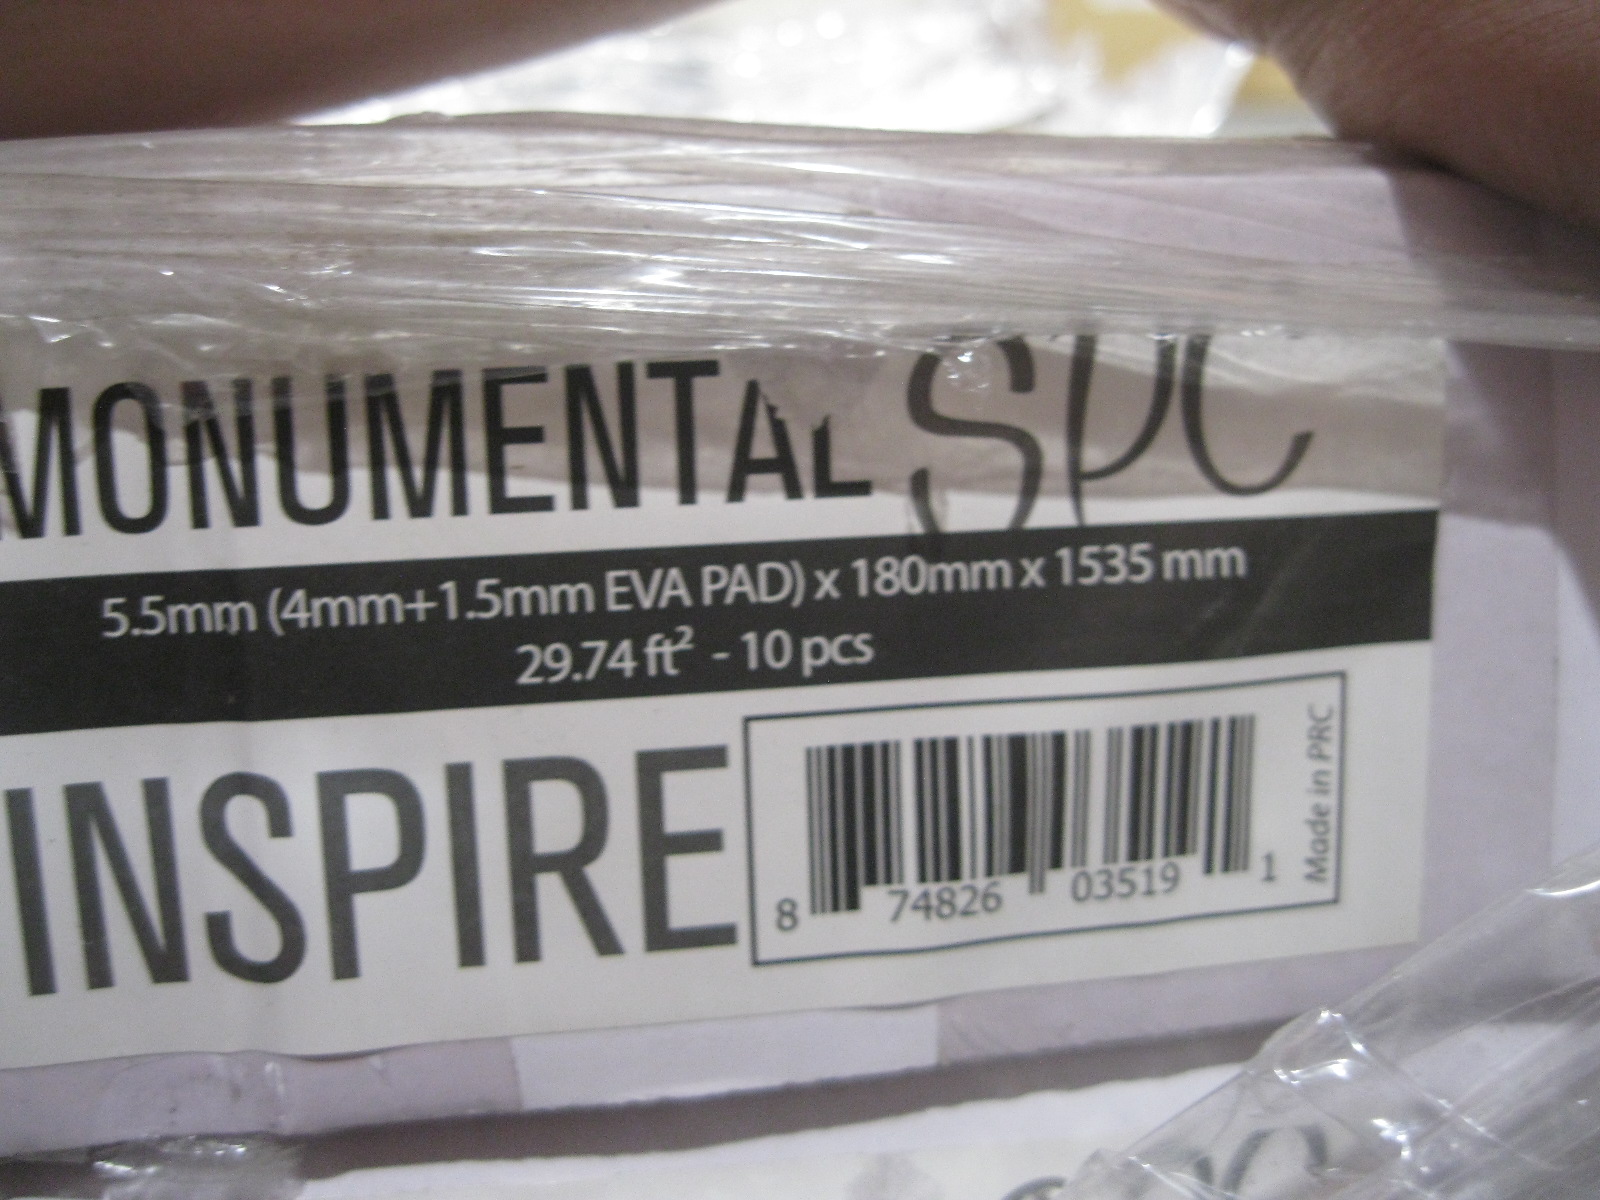 MONUMENTAL SPC
5.5mm (4mm+1.5mm EVA PAD) x 180mm x 1535 mm
29.74 ft² - 10 pcs
INSPIRE
8 74826 03519 1
Made in PRC